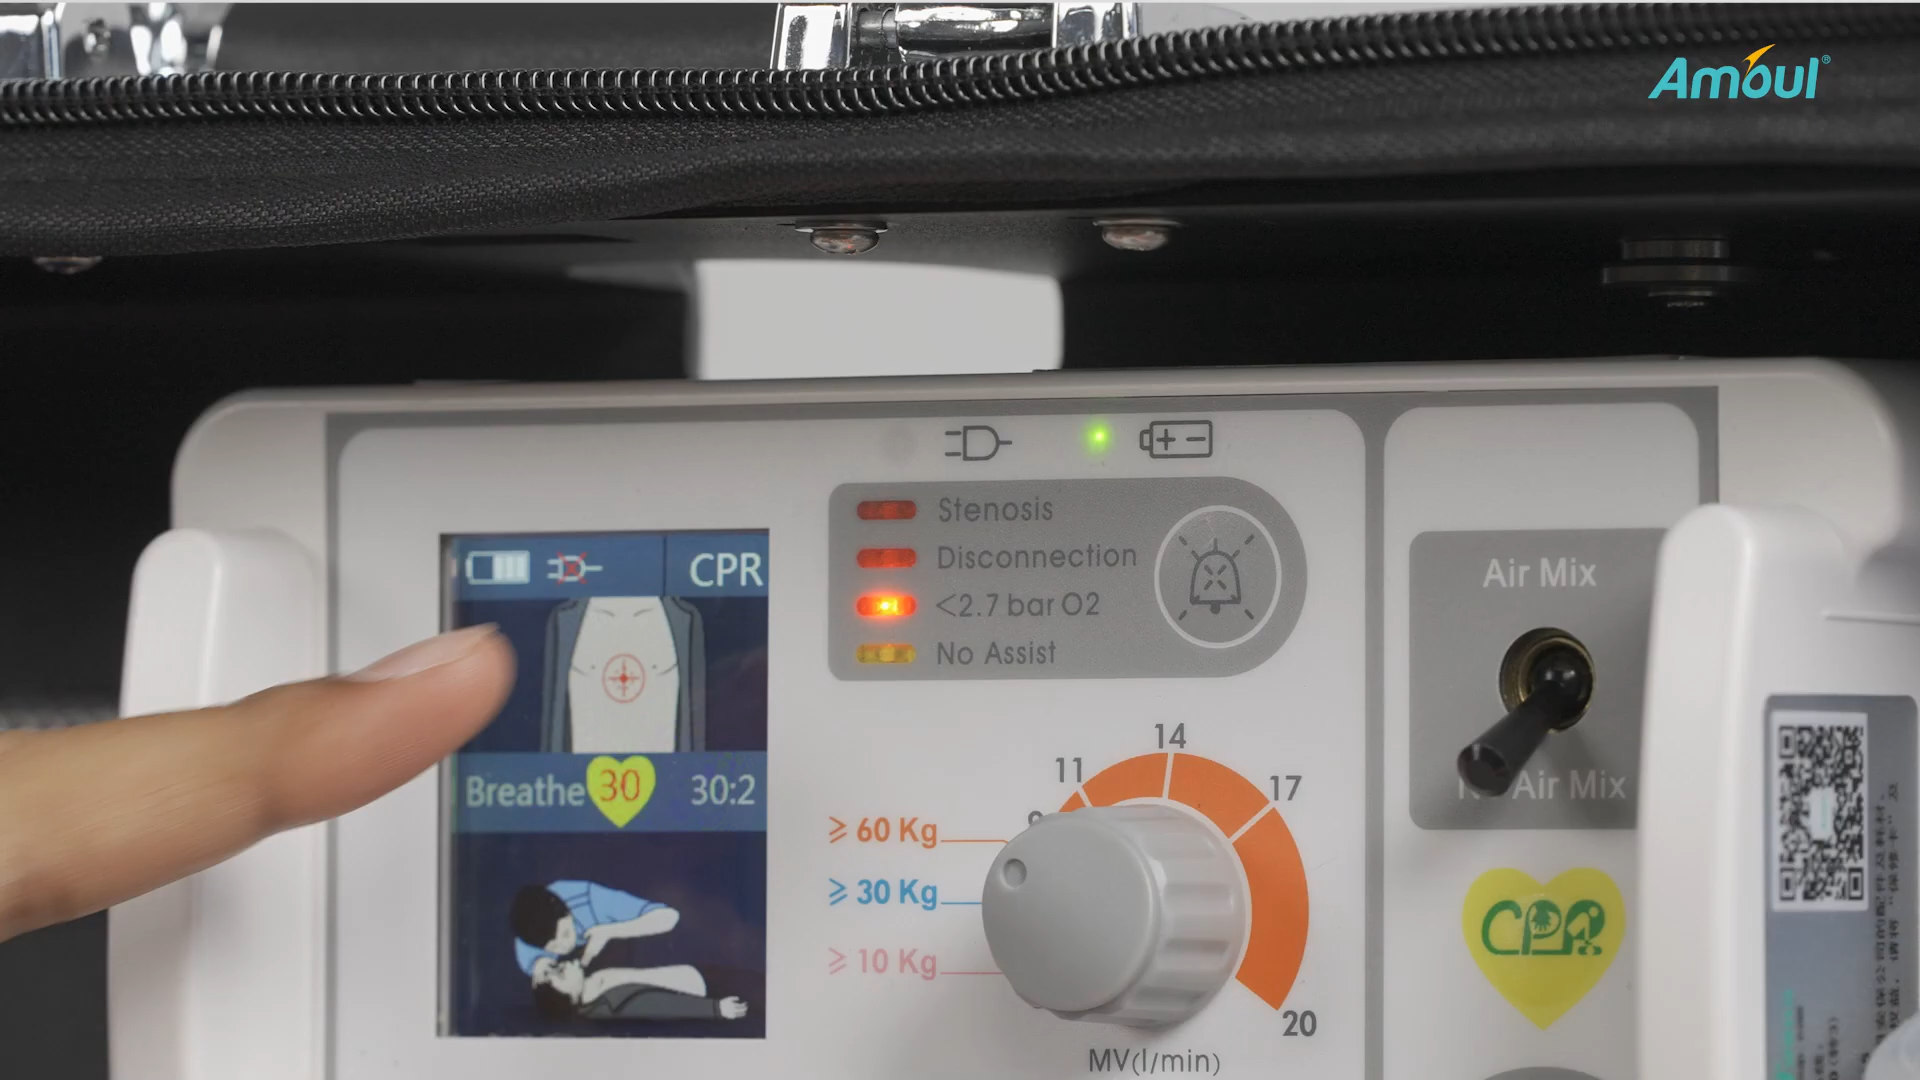 Amoul®
Stenosis
Disconnection
<2.7 bar O2
No Assist
CPR
Breathe 30 30:2
Air Mix
Air Mix
11
14
17
20
≥ 60 Kg
≥ 30 Kg
≥ 10 Kg
MV(l/min)
CPR